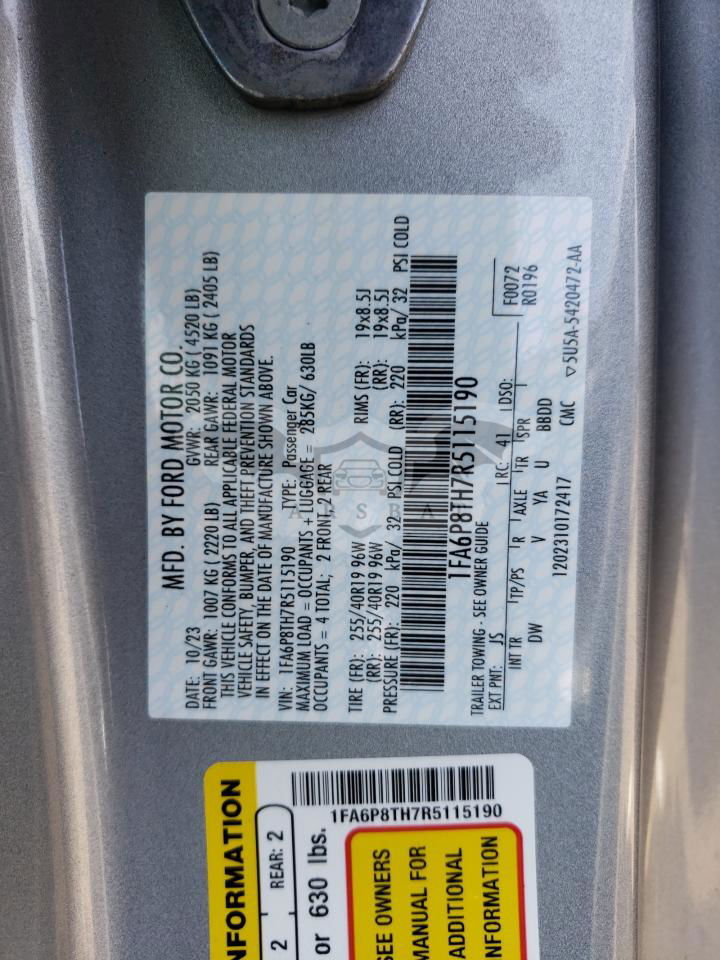 MFD. BY FORD MOTOR CO.
DATE: 10/23 GVWR: 2050 KG ( 4520 LB)
FRONT GAWR: 1007 KG (2220 LB) REAR GAWR: 1091 KG ( 2405 LB)
THIS VEHICLE CONFORMS TO ALL APPLICABLE FEDERAL MOTOR
VEHICLE SAFETY, BUMPER, AND THEFT PREVENTION STANDARDS
IN EFFECT ON THE DATE OF MANUFACTURE SHOWN ABOVE.
VIN: 1FA6P8TH7R5115190 TYPE: Passenger Car
MAXIMUM LOAD = OCCUPANTS + LUGGAGE = 285KG/ 630LB
OCCUPANTS = 4 TOTAL; 2 FRONT, 2 REAR
TIRE (FR): 255/40R19 96W RIMS (FR): 19x8.5J
(RR): 255/40R19 96W (RR): 19x8.5J
PRESSURE (FR): 220 kPa/ 32 PSI COLD (RR): 220 kPa/ 32 PSI COLD
1FA6P8TH7R5115190
TRAILER TOWING - SEE OWNER GUIDE
EXT PNT: JS RC: 41 DSO: F0072
R0196
INT TR TP/PS R AXLE TR SPR
DW V YA U BBDD
1202310172417 CMC ▽5U5A-5420472-AA
NFORMATION
2 REAR: 2
or 630 lbs.
1FA6P8TH7R5115190
SEE OWNERS
MANUAL FOR
ADDITIONAL
INFORMATION